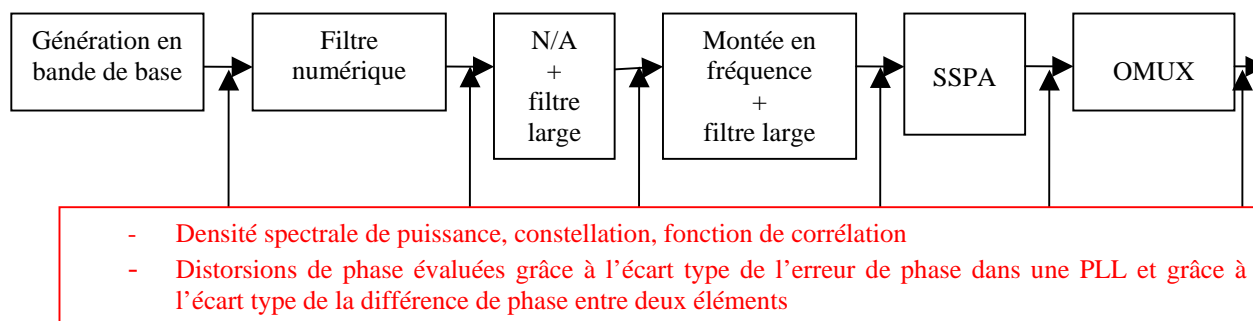 Génération en
bande de base
Filtre
numérique
N/A
+
filtre
large
Montée en
fréquence
+
filtre large
SSPA
OMUX
- Densité spectrale de puissance, constellation, fonction de corrélation
- Distorsions de phase évaluées grâce à l'écart type de l'erreur de phase dans une PLL et grâce à
l'écart type de la différence de phase entre deux éléments